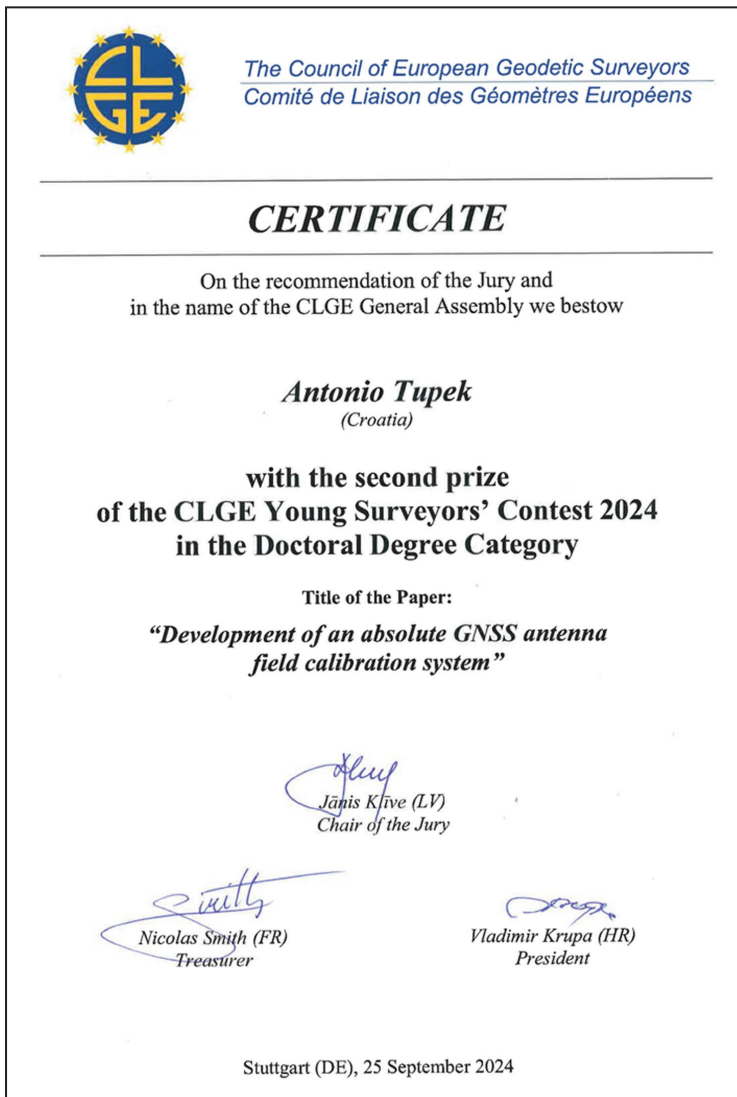 CL
GE
The Council of European Geodetic Surveyors
Comité de Liaison des Géomètres Européens
CERTIFICATE
On the recommendation of the Jury and
in the name of the CLGE General Assembly we bestow
Antonio Tupek
(Croatia)
with the second prize
of the CLGE Young Surveyors’ Contest 2024
in the Doctoral Degree Category
Title of the Paper:
“Development of an absolute GNSS antenna
field calibration system”
Jānis Klīve (LV)
Chair of the Jury
Nicolas Smith (FR)
Treasurer
Vladimir Krupa (HR)
President
Stuttgart (DE), 25 September 2024